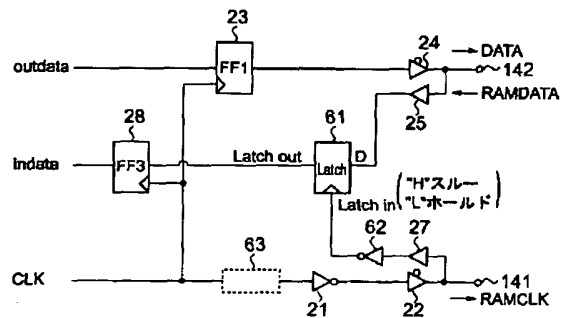 23
24
DATA
outdata
FF1
142
RAMDATA
25
28
61
indata
FF3
Latch out
Latch
D
Latch in
"H"スルー
"L"ホールド
62
27
63
CLK
141
21
22
RAMCLK